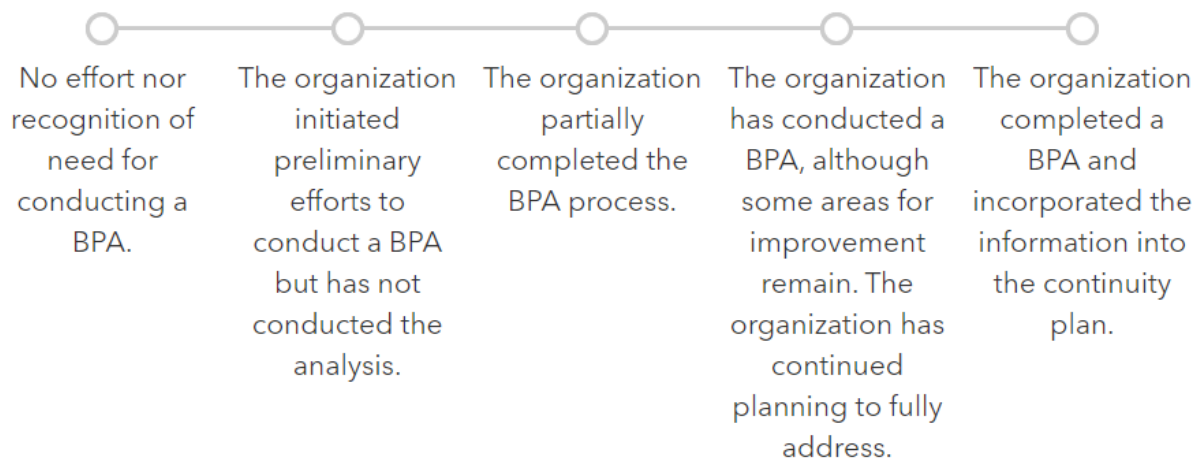 No effort nor
recognition of
need for
conducting a
BPA.
The organization
initiated
preliminary
efforts to
conduct a BPA
but has not
conducted the
analysis.
The organization
partially
completed the
BPA process.
The organization
has conducted a
BPA, although
some areas for
improvement
remain. The
organization has
continued
planning to fully
address.
The organization
completed a
BPA and
incorporated the
information into
the continuity
plan.